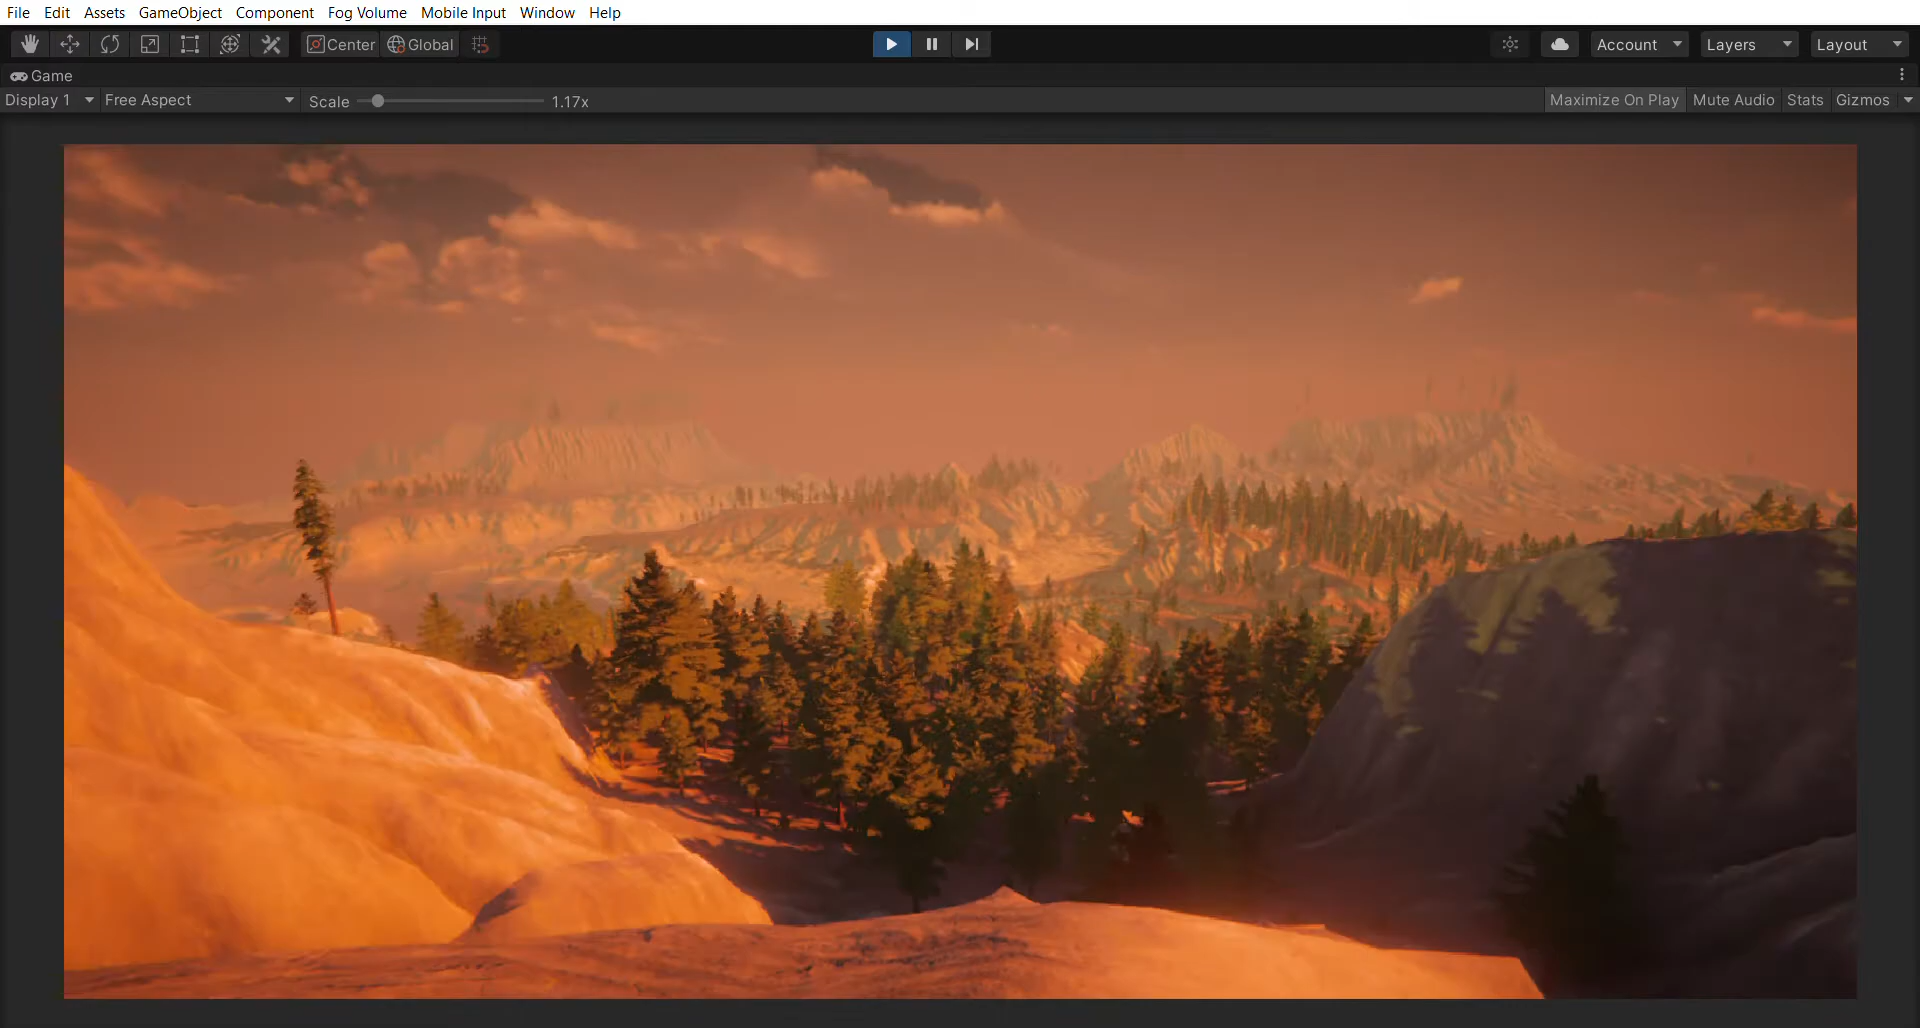 File Edit Assets GameObject Component Fog Volume Mobile Input Window Help
Center Global Account Layers Layout
Game
Display 1 Free Aspect Scale 1.17x Maximize On Play Mute Audio Stats Gizmos